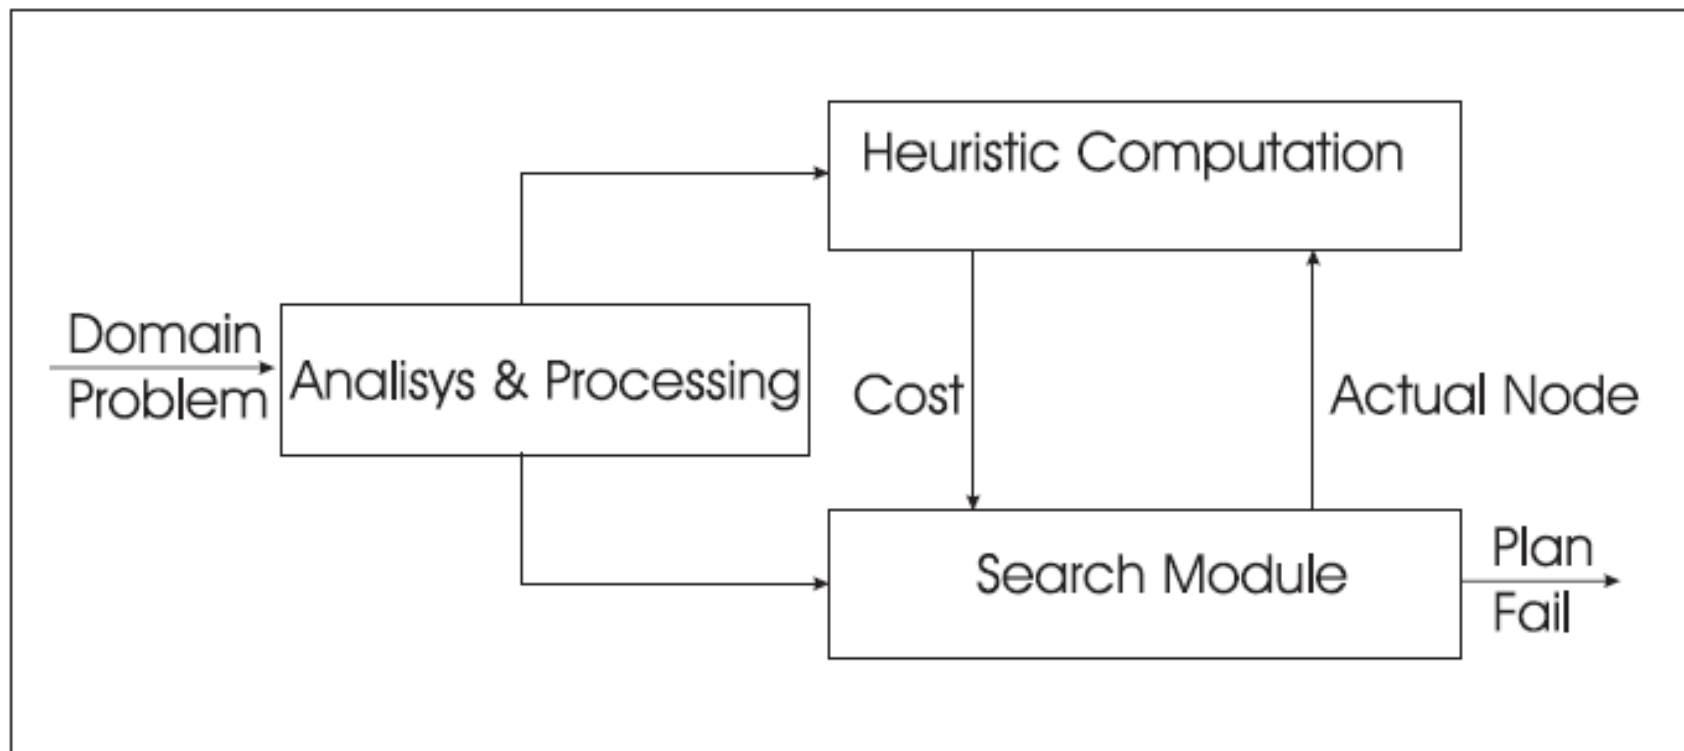 Heuristic Computation
Domain
Problem
Analisys & Processing
Cost
Actual Node
Search Module
Plan
Fail